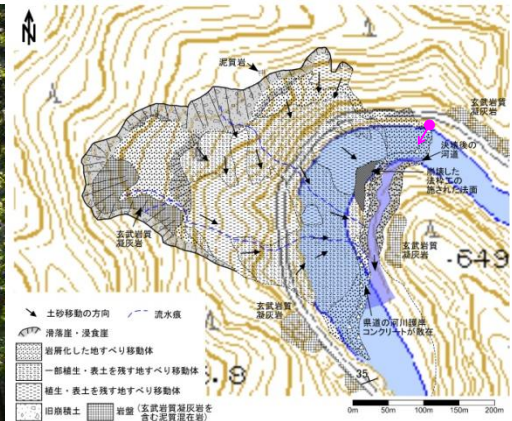 N
泥質岩
玄武岩質
凝灰岩
決壊後の
河道
崩壊した
法枠工の
施された法面
玄武岩質
凝灰岩
玄武岩質
凝灰岩
-649
玄武岩質
凝灰岩
県道の河川護岸
コンクリートが散在
35
土砂移動の方向 流水痕
滑落崖・浸食崖
岩屑化した地すべり移動体
一部植生・表土を残す地すべり移動体
植生・表土を残す地すべり移動体
旧崩積土 岩盤 (玄武岩質凝灰岩を
含む泥質混在岩)
0m 50m 100m 150m 200m